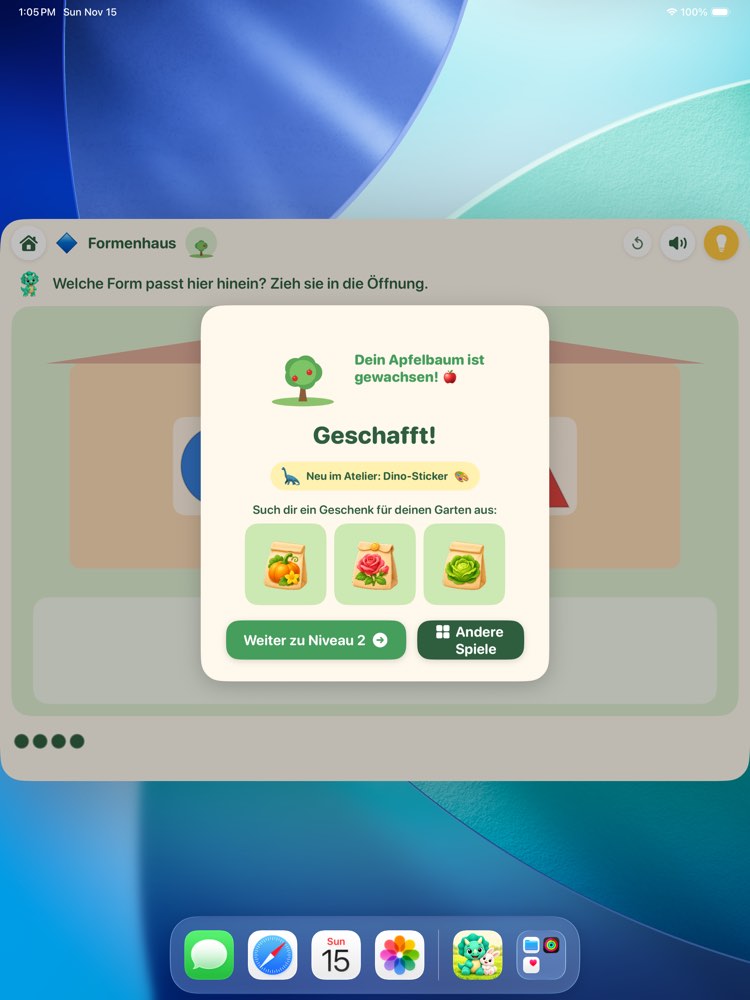 1:05 PM Sun Nov 15
100%
Formenhaus
Welche Form passt hier hinein? Zieh sie in die Öffnung.
Dein Apfelbaum ist
gewachsen! 🍎
Geschafft!
Neu im Atelier: Dino-Sticker
Such dir ein Geschenk für deinen Garten aus:
Weiter zu Niveau 2
Andere
Spiele
Sun
15